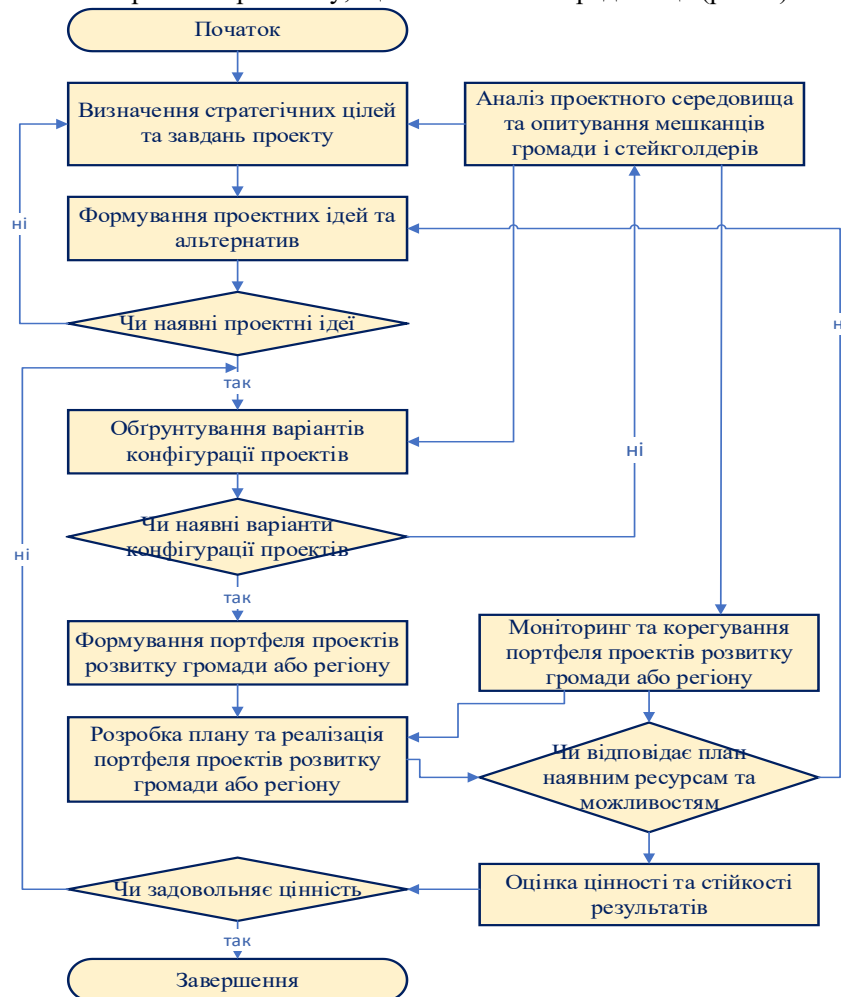 Початок
Визначення стратегічних цілей
та завдань проекту
Аналіз проектного середовища
та опитування мешканців
громади і стейкголдерів
Формування проектних ідей та
альтернатив
ні
Чи наявні проектні ідеї
так
Обґрунтування варіантів
конфігурації проектів
ні
Чи наявні варіанти
конфігурації проектів
ні
так
Формування портфеля проектів
розвитку громади або регіону
Моніторинг та корегування
портфеля проектів розвитку
громади або регіону
Розробка плану та реалізація
портфеля проектів розвитку
громади або регіону
Чи відповідає план
наявним ресурсам та
можливостям
Чи задовольняє цінність
Оцінка цінності та стійкості
результатів
так
Завершення